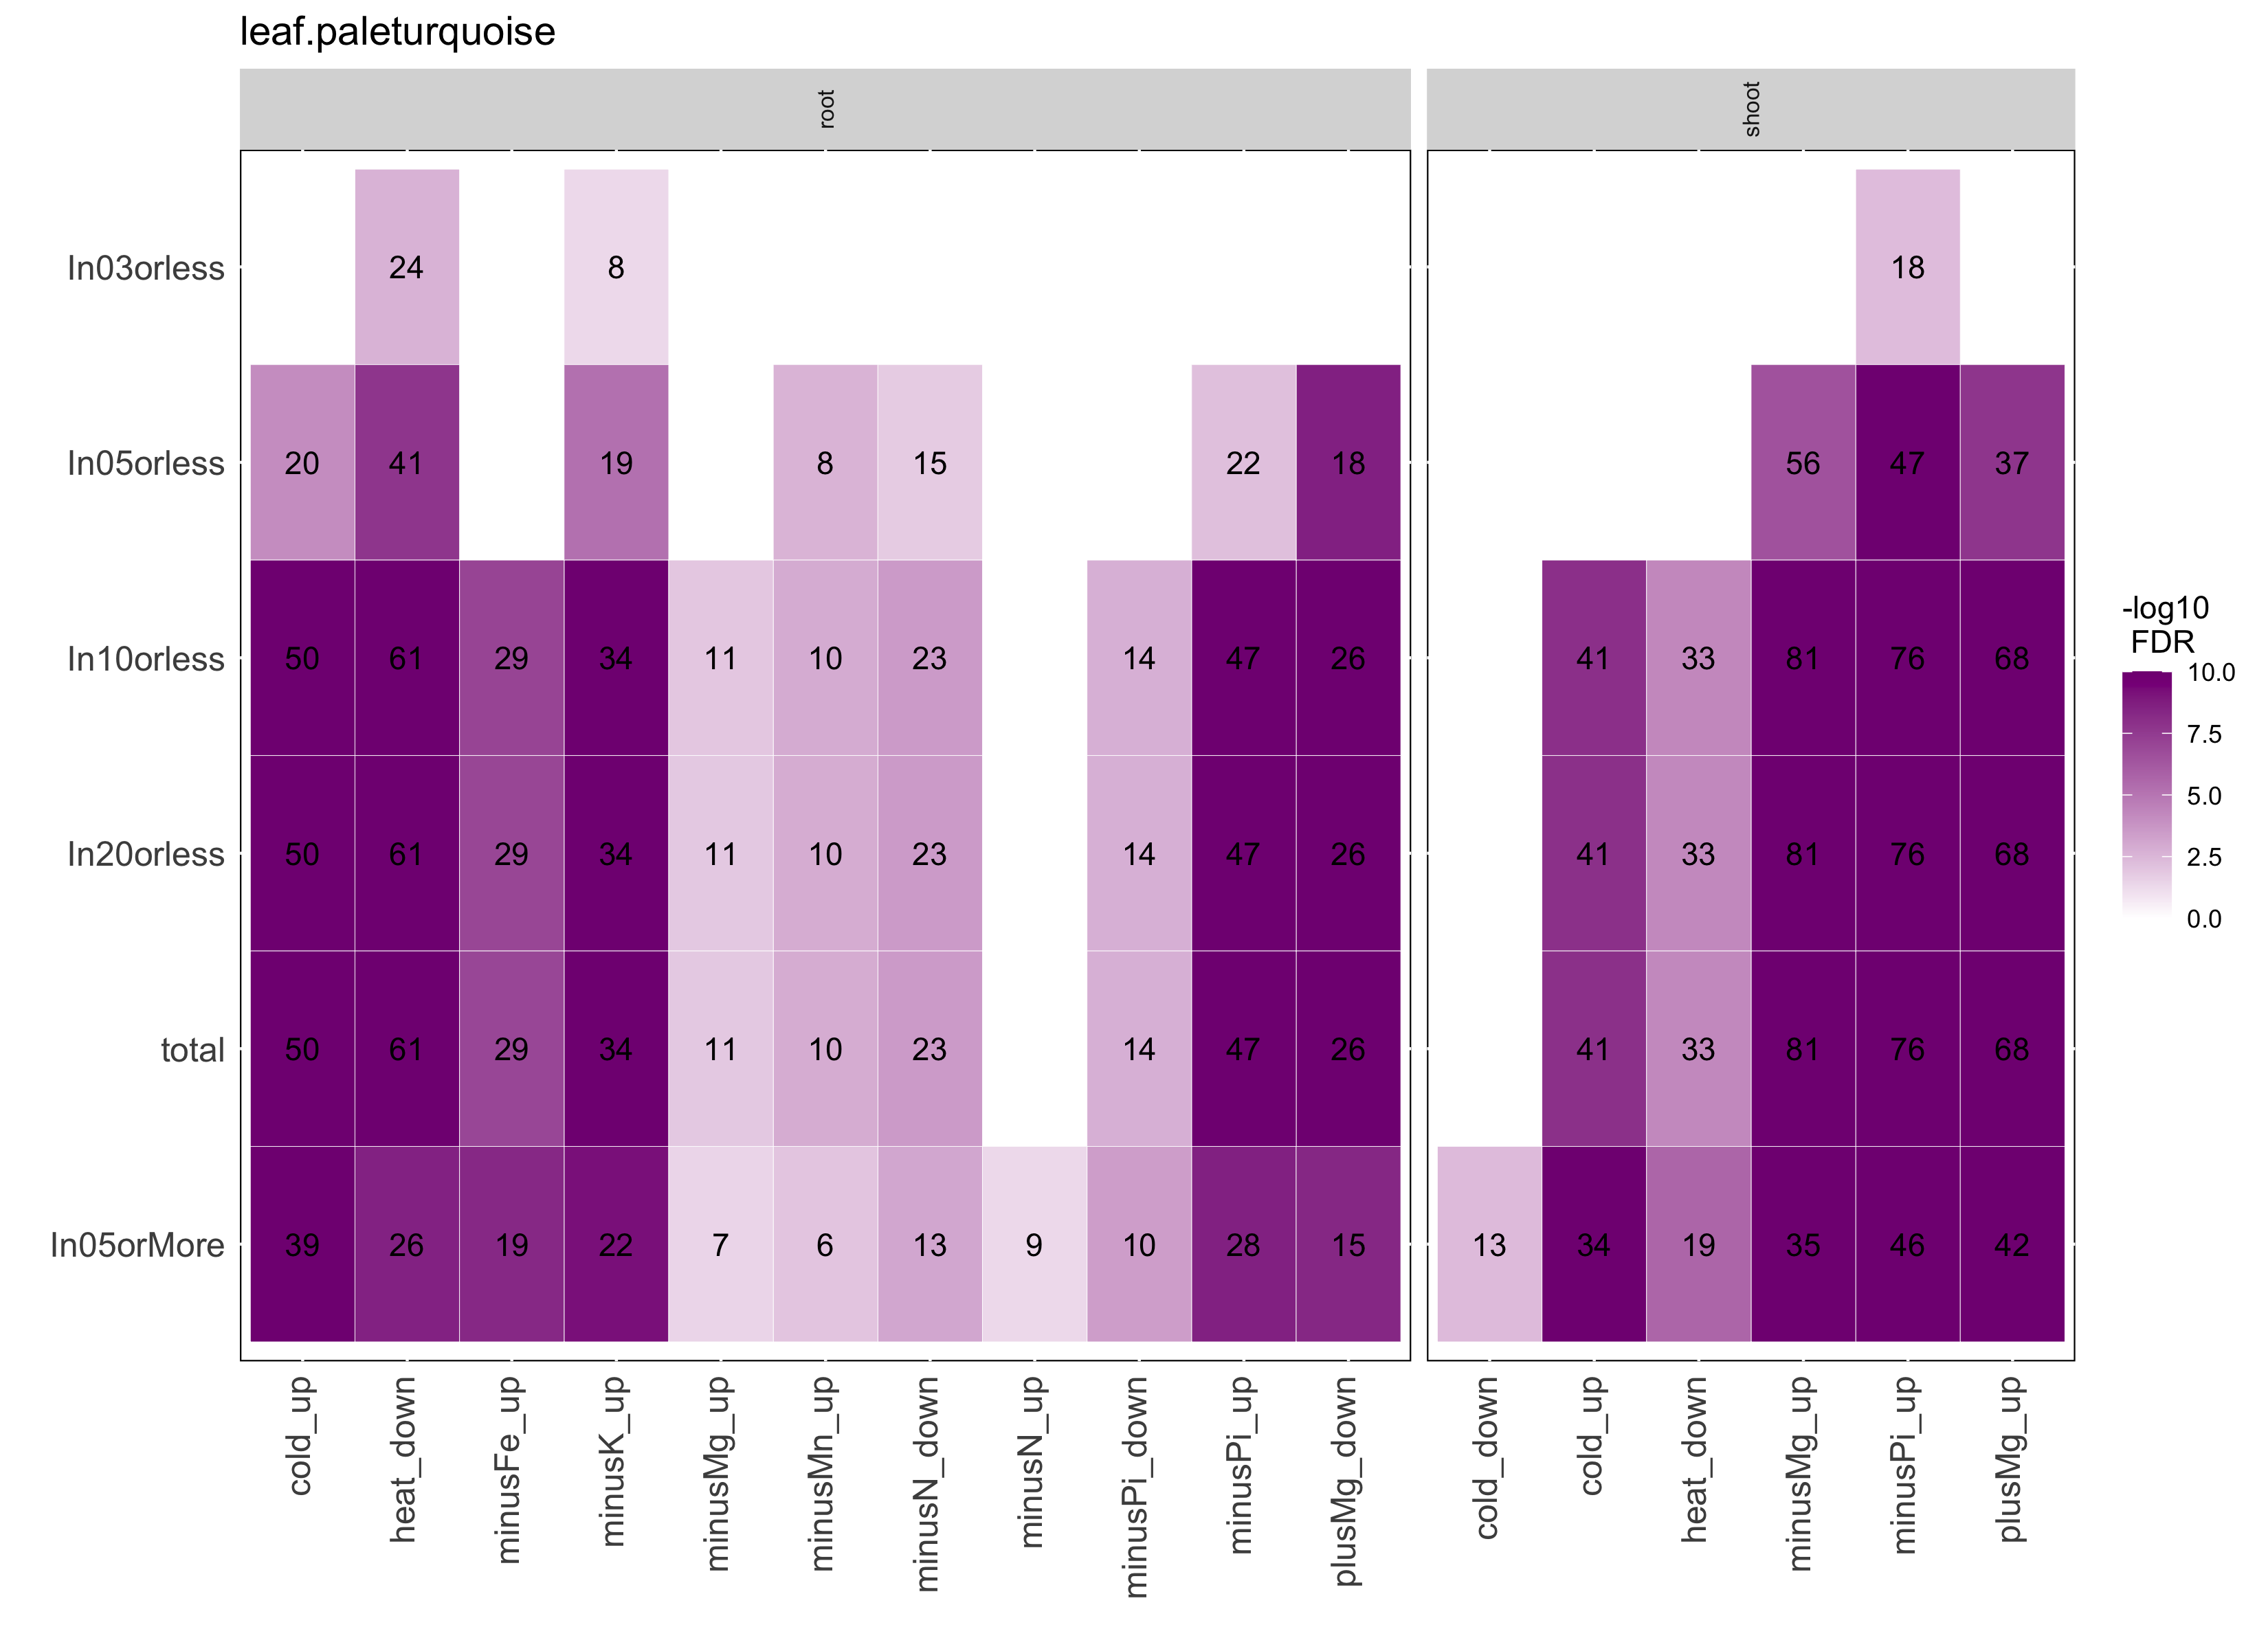 leaf.paleturquoise
root
shoot
In03orless
24
8
18
In05orless
20
41
19
8
15
22
18
56
47
37
In10orless
50
61
29
34
11
10
23
14
47
26
41
33
81
76
68
In20orless
50
61
29
34
11
10
23
14
47
26
41
33
81
76
68
total
50
61
29
34
11
10
23
14
47
26
41
33
81
76
68
In05orMore
39
26
19
22
7
6
13
9
10
28
15
13
34
19
35
46
42
cold_up
heat_down
minusFe_up
minusK_up
minusMg_up
minusMn_up
minusN_down
minusN_up
minusPi_down
minusPi_up
plusMg_down
cold_down
cold_up
heat_down
minusMg_up
minusPi_up
plusMg_up
-log10
FDR
10.0
7.5
5.0
2.5
0.0